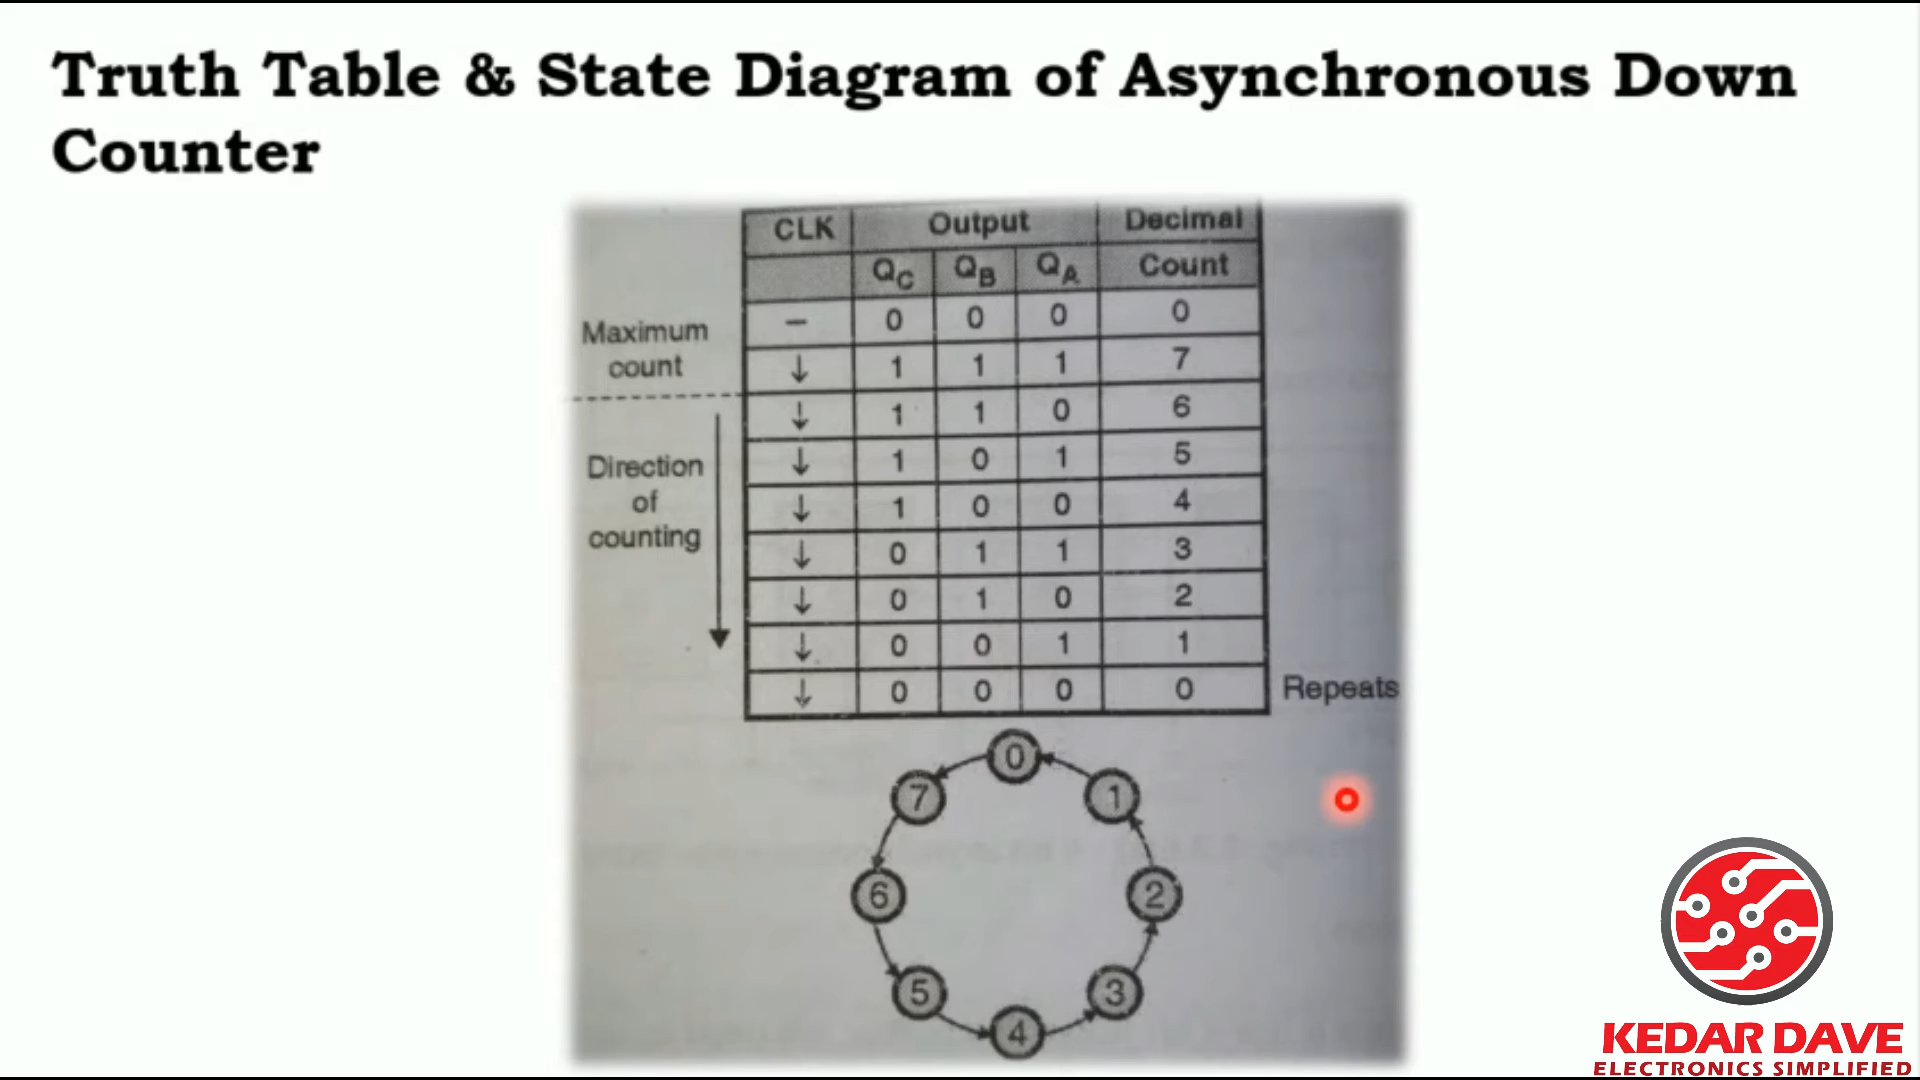 Truth Table & State Diagram of Asynchronous Down
Counter
CLK Output Decimal
QC QB QA Count
Maximum
count
– 0 0 0 0
↓ 1 1 1 7
↓ 1 1 0 6
Direction
of
counting
↓ 1 0 1 5
↓ 1 0 0 4
↓ 0 1 1 3
↓ 0 1 0 2
↓ 0 0 1 1
↓ 0 0 0 0 Repeats
0
7 1
6 2
5 3
4
KEDAR DAVE
ELECTRONICS SIMPLIFIED